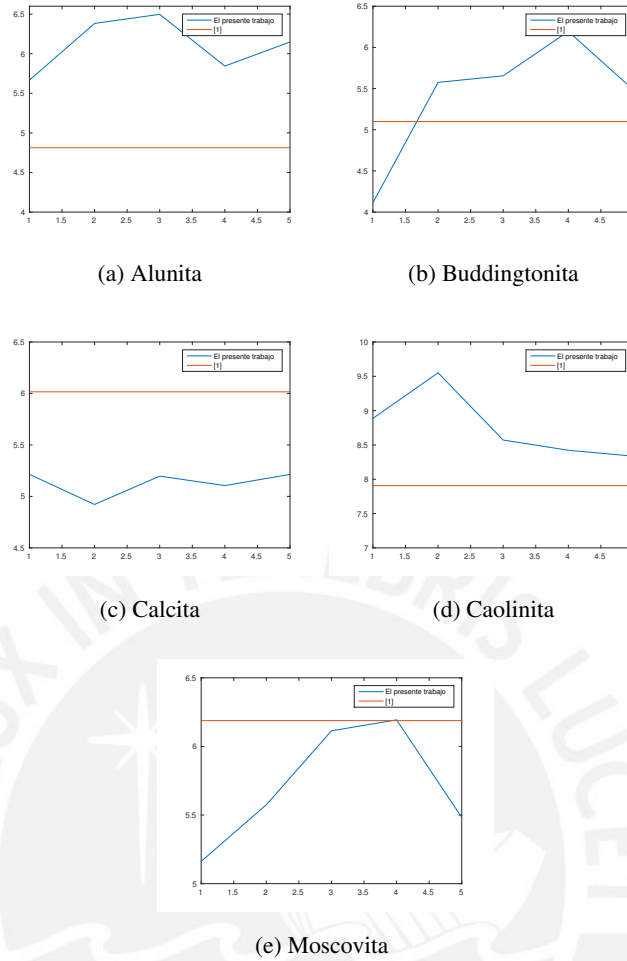 6.5
6
5.5
5
4.5
4
1 1.5 2 2.5 3 3.5 4 4.5 5
El presente trabajo
[1]
(a) Alunita
6.5
6
5.5
5
4.5
4
1 1.5 2 2.5 3 3.5 4 4.5
El presente trabajo
[1]
(b) Buddingtonita
6.5
6
5.5
5
4.5
1 1.5 2 2.5 3 3.5 4 4.5 5
El presente trabajo
[1]
(c) Calcita
10
9.5
9
8.5
8
7.5
7
1 1.5 2 2.5 3 3.5 4 4.5
El presente trabajo
[1]
(d) Caolinita
6.5
6
5.5
5
1 1.5 2 2.5 3 3.5 4 4.5 5
El presente trabajo
[1]
(e) Moscovita